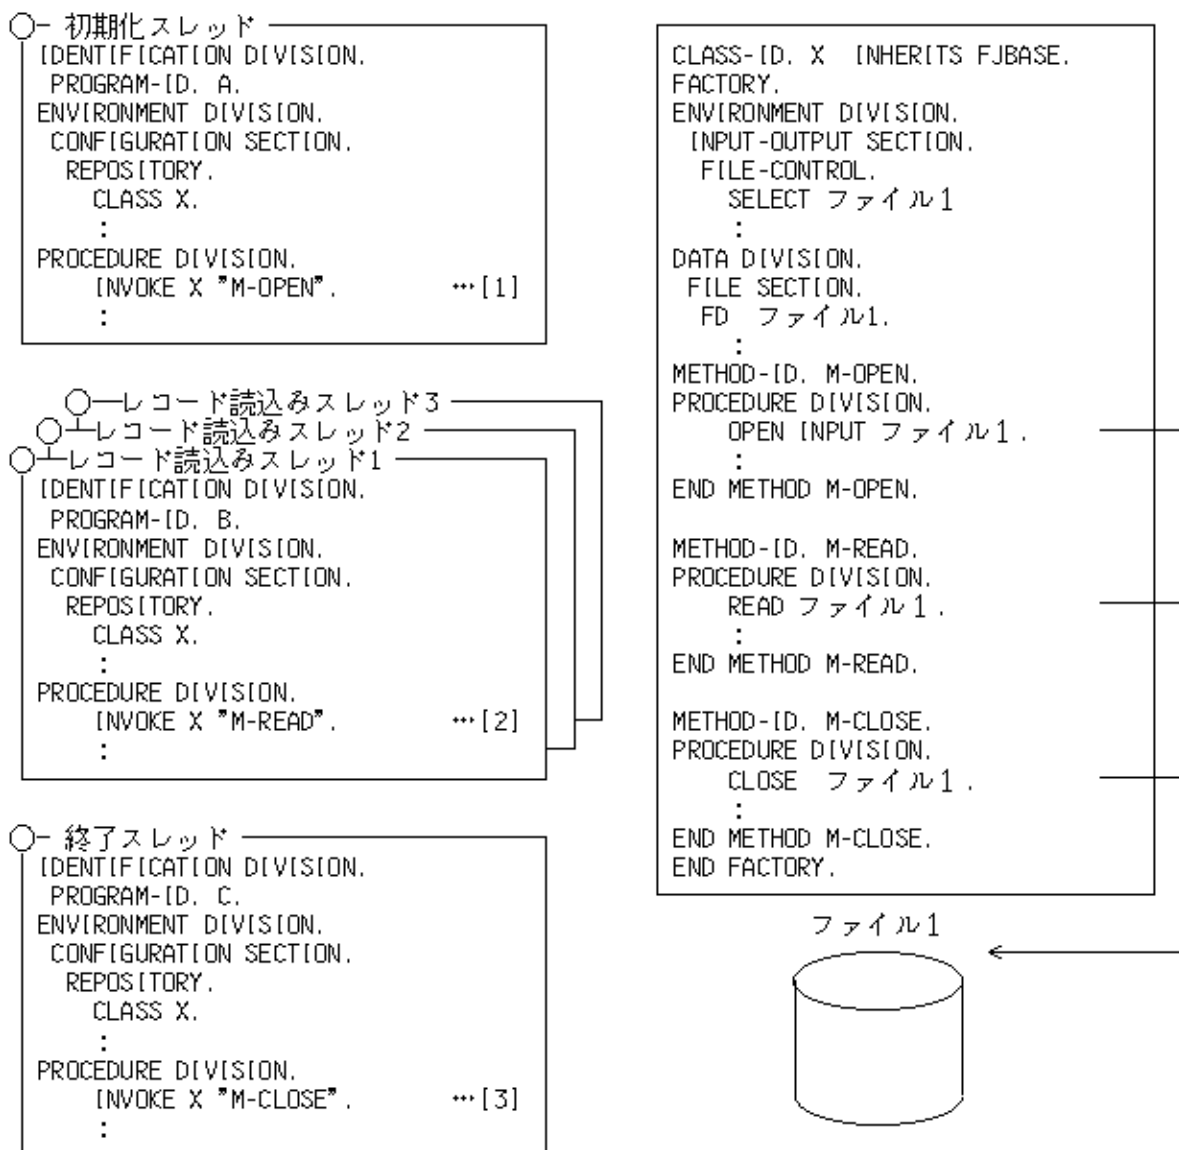 初期化スレッド
IDENTIFICATION DIVISION.
PROGRAM-ID. A.
ENVIRONMENT DIVISION.
CONFIGURATION SECTION.
REPOSITORY.
CLASS X.
:
PROCEDURE DIVISION.
INVOKE X "M-OPEN". …[1]
:
レコード読込みスレッド3
レコード読込みスレッド2
レコード読込みスレッド1
IDENTIFICATION DIVISION.
PROGRAM-ID. B.
ENVIRONMENT DIVISION.
CONFIGURATION SECTION.
REPOSITORY.
CLASS X.
:
PROCEDURE DIVISION.
INVOKE X "M-READ". …[2]
:
終了スレッド
IDENTIFICATION DIVISION.
PROGRAM-ID. C.
ENVIRONMENT DIVISION.
CONFIGURATION SECTION.
REPOSITORY.
CLASS X.
:
PROCEDURE DIVISION.
INVOKE X "M-CLOSE". …[3]
:
CLASS-ID. X INHERITS FJBASE.
FACTORY.
ENVIRONMENT DIVISION.
INPUT-OUTPUT SECTION.
FILE-CONTROL.
SELECT ファイル1
:
DATA DIVISION.
FILE SECTION.
FD ファイル1.
:
METHOD-ID. M-OPEN.
PROCEDURE DIVISION.
OPEN INPUT ファイル1.
:
END METHOD M-OPEN.
METHOD-ID. M-READ.
PROCEDURE DIVISION.
READ ファイル1.
:
END METHOD M-READ.
METHOD-ID. M-CLOSE.
PROCEDURE DIVISION.
CLOSE ファイル1.
:
END METHOD M-CLOSE.
END FACTORY.
ファイル1